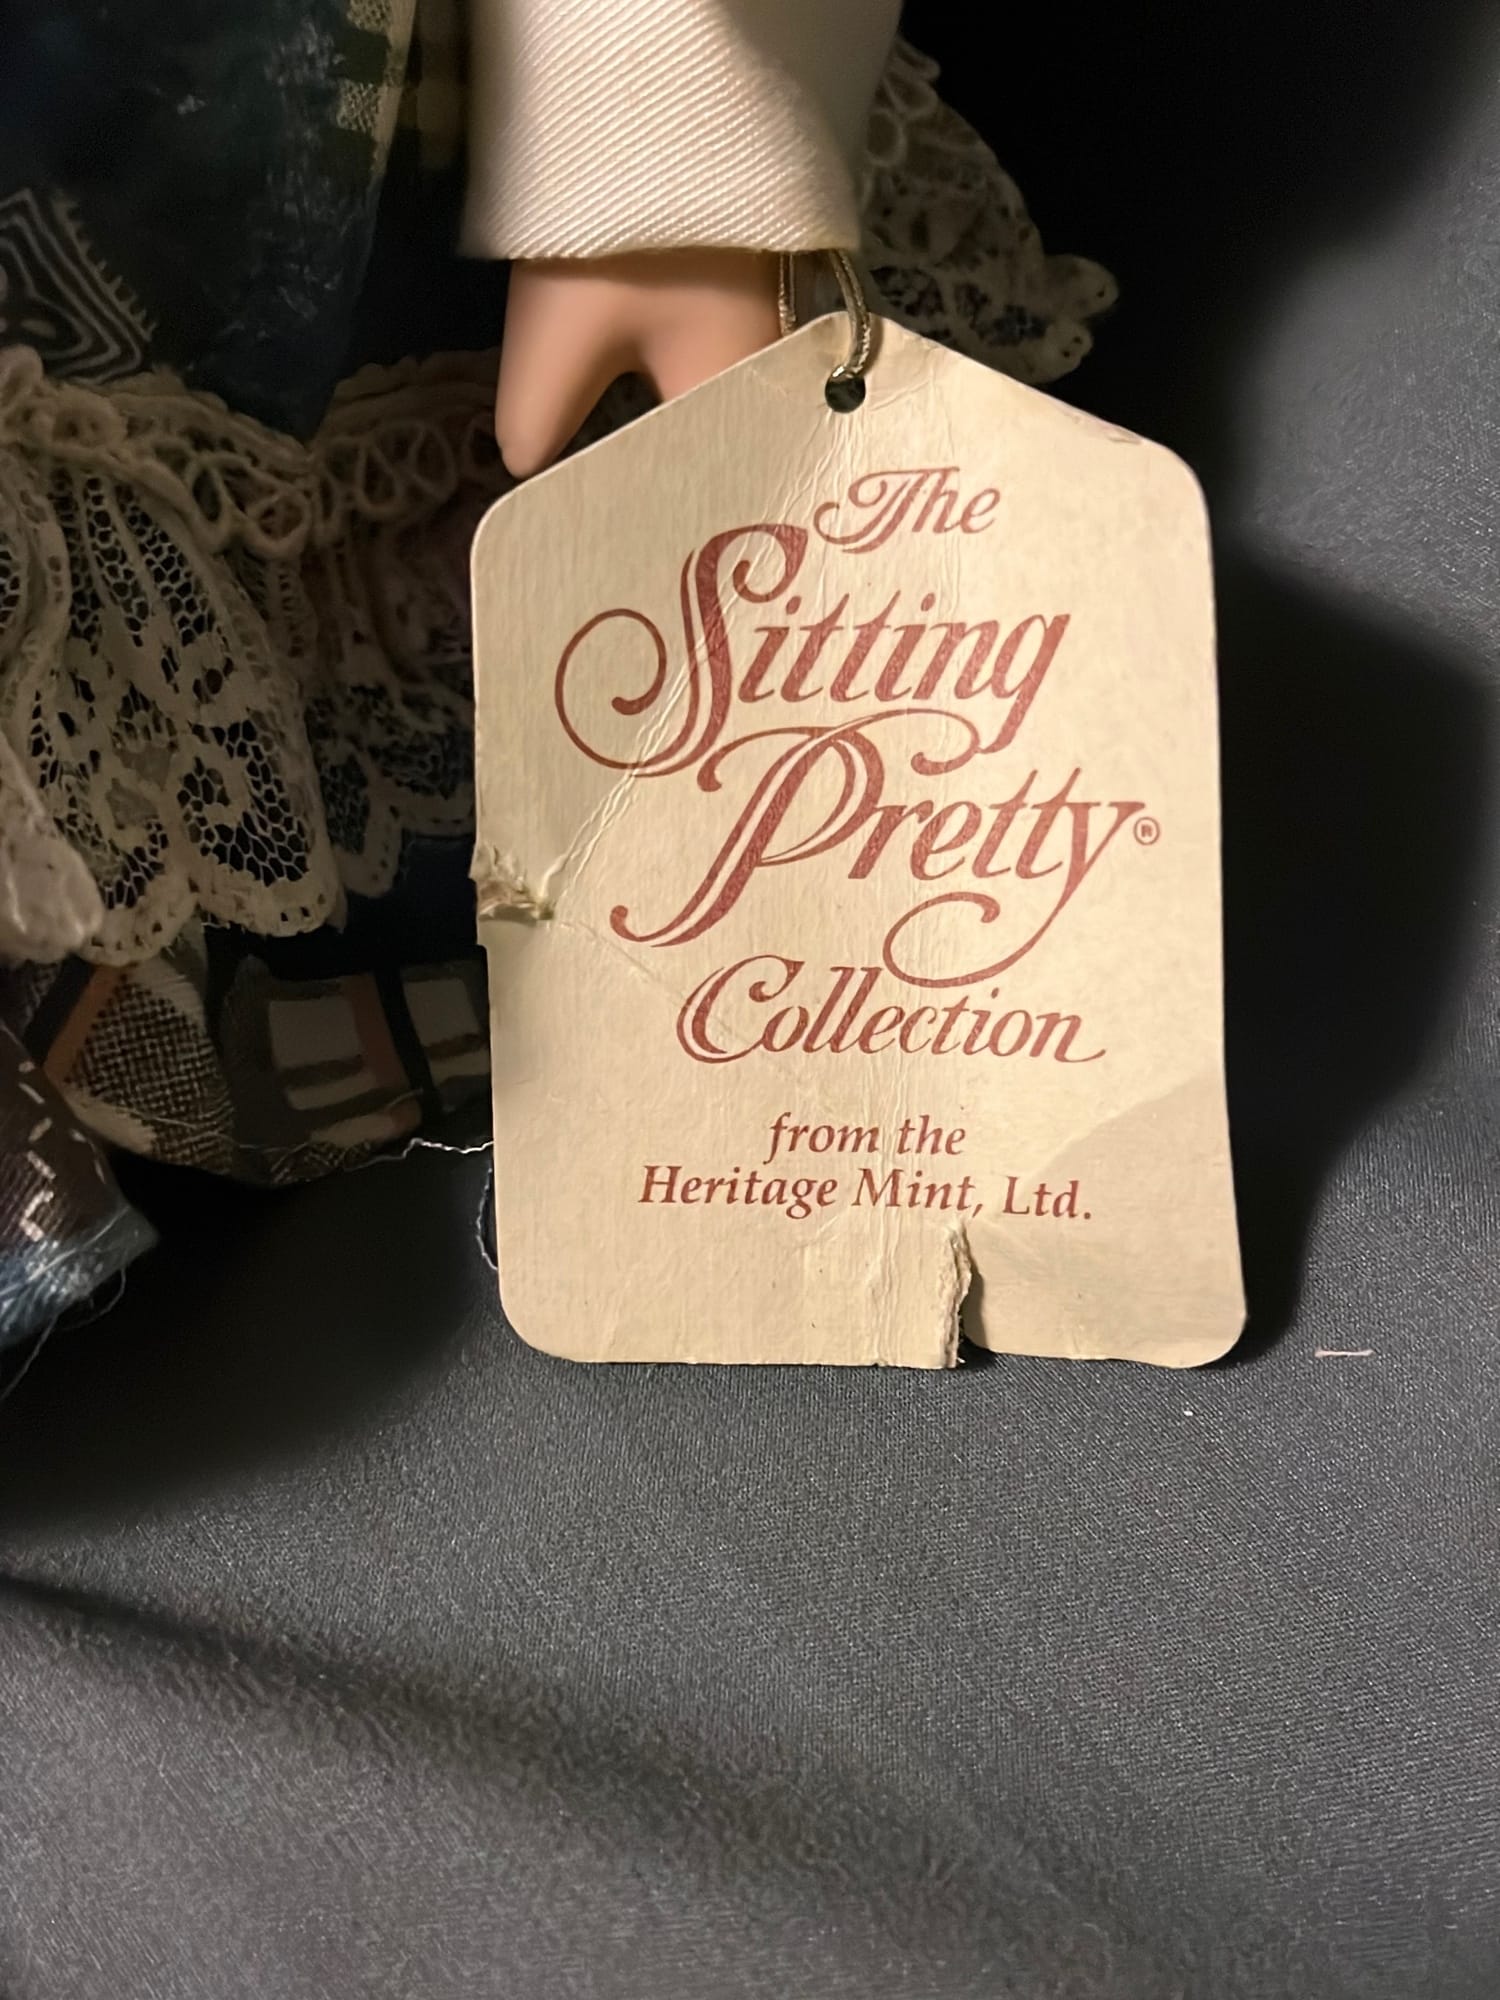 The
Sitting
Pretty®
Collection
from the
Heritage Mint, Ltd.